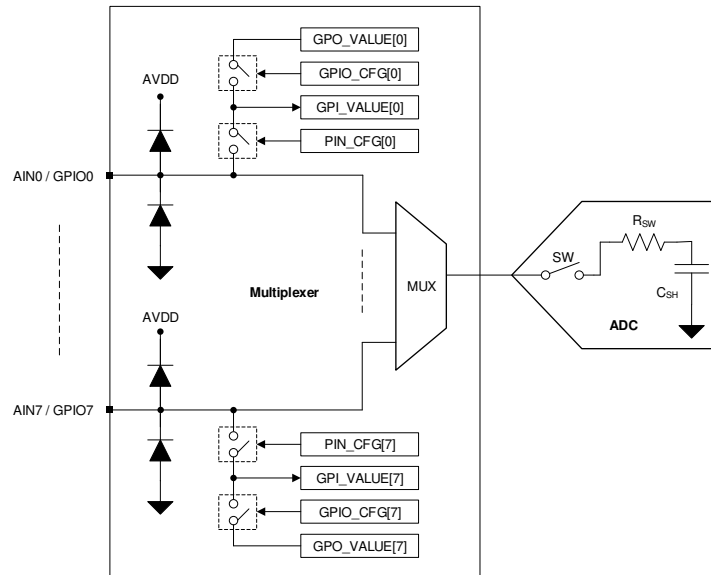 GPO_VALUE[0]
AVDD
GPIO_CFG[0]
GPI_VALUE[0]
PIN_CFG[0]
AIN0 / GPIO0
RSW
SW
Multiplexer
MUX
CSH
AVDD
ADC
AIN7 / GPIO7
PIN_CFG[7]
GPI_VALUE[7]
GPIO_CFG[7]
GPO_VALUE[7]